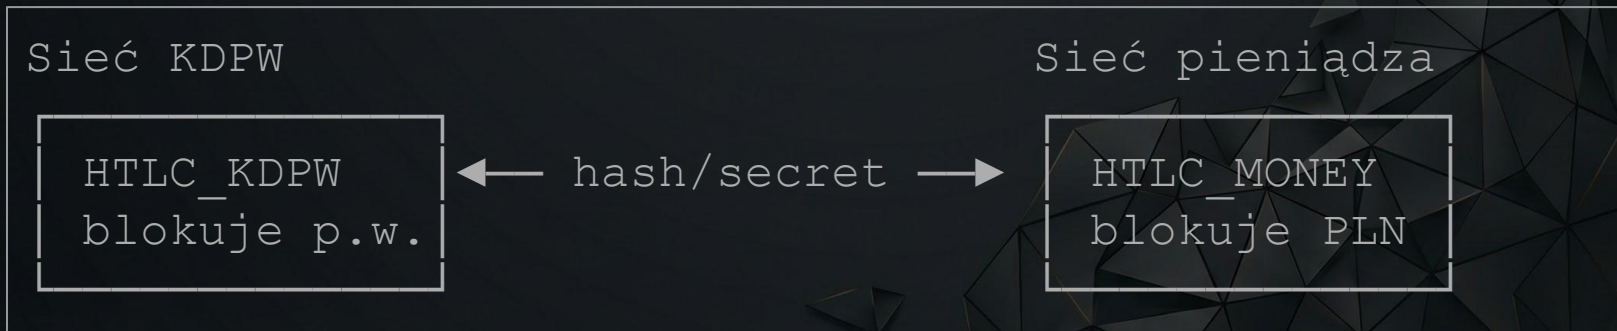 Sieć KDPW
Sieć pieniądza
HTLC_KDPW
blokuje p.w.
hash/secret
HTLC_MONEY
blokuje PLN